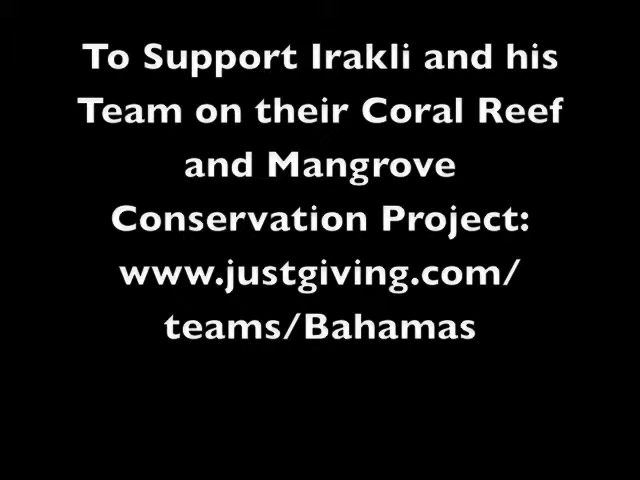 To Support Irakli and his
Team on their Coral Reef
and Mangrove
Conservation Project:
www.justgiving.com/
teams/Bahamas